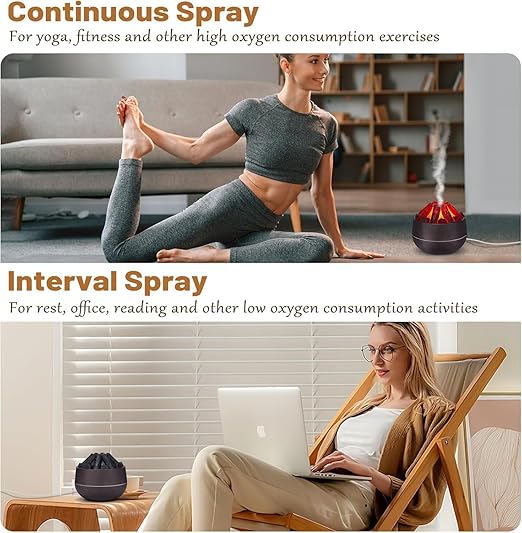 Continuous Spray
For yoga, fitness and other high oxygen consumption exercises
Interval Spray
For rest, office, reading and other low oxygen consumption activities